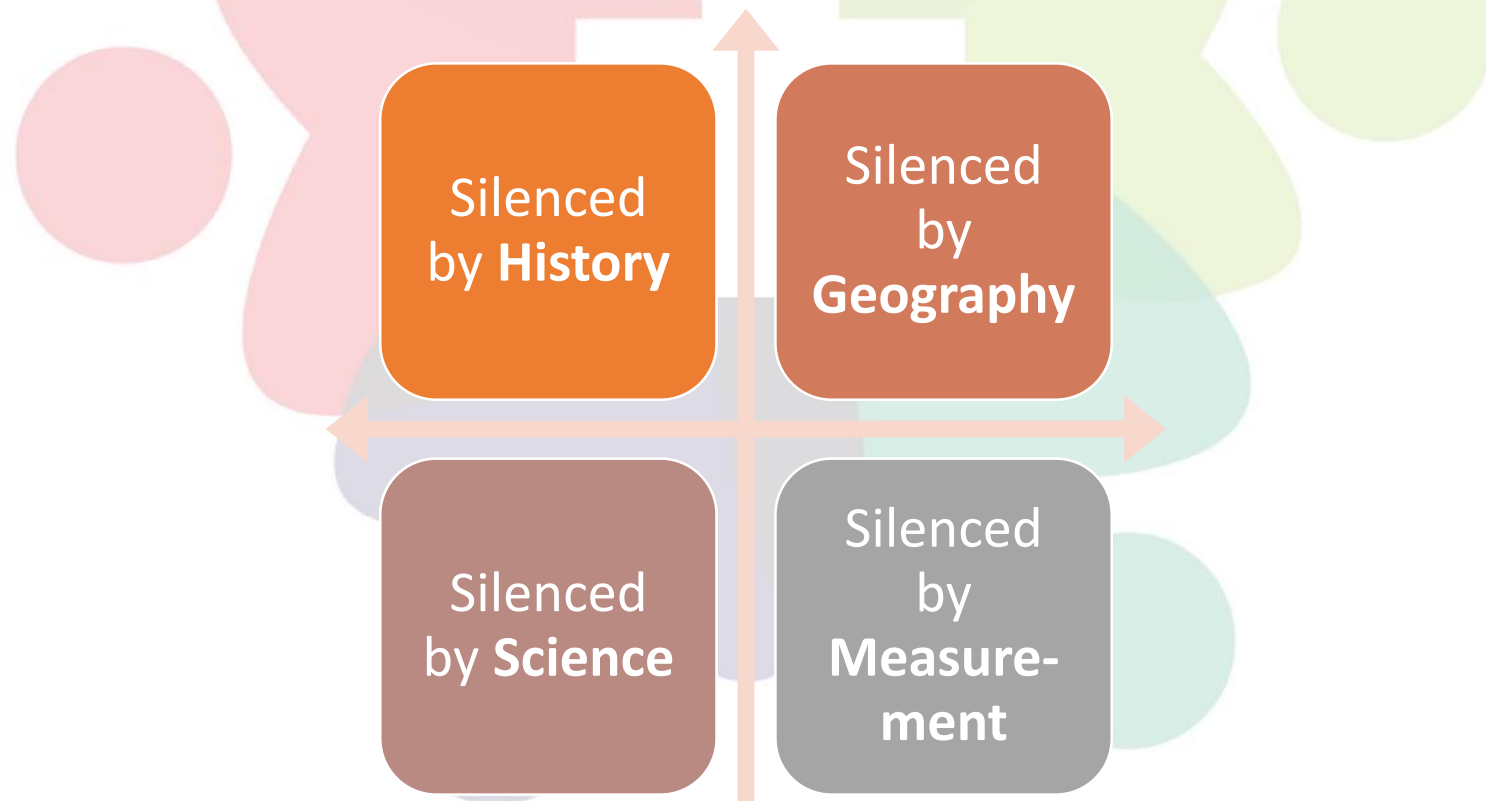 Silenced
by History
Silenced
by
Geography
Silenced
by Science
Silenced
by
Measure-
ment